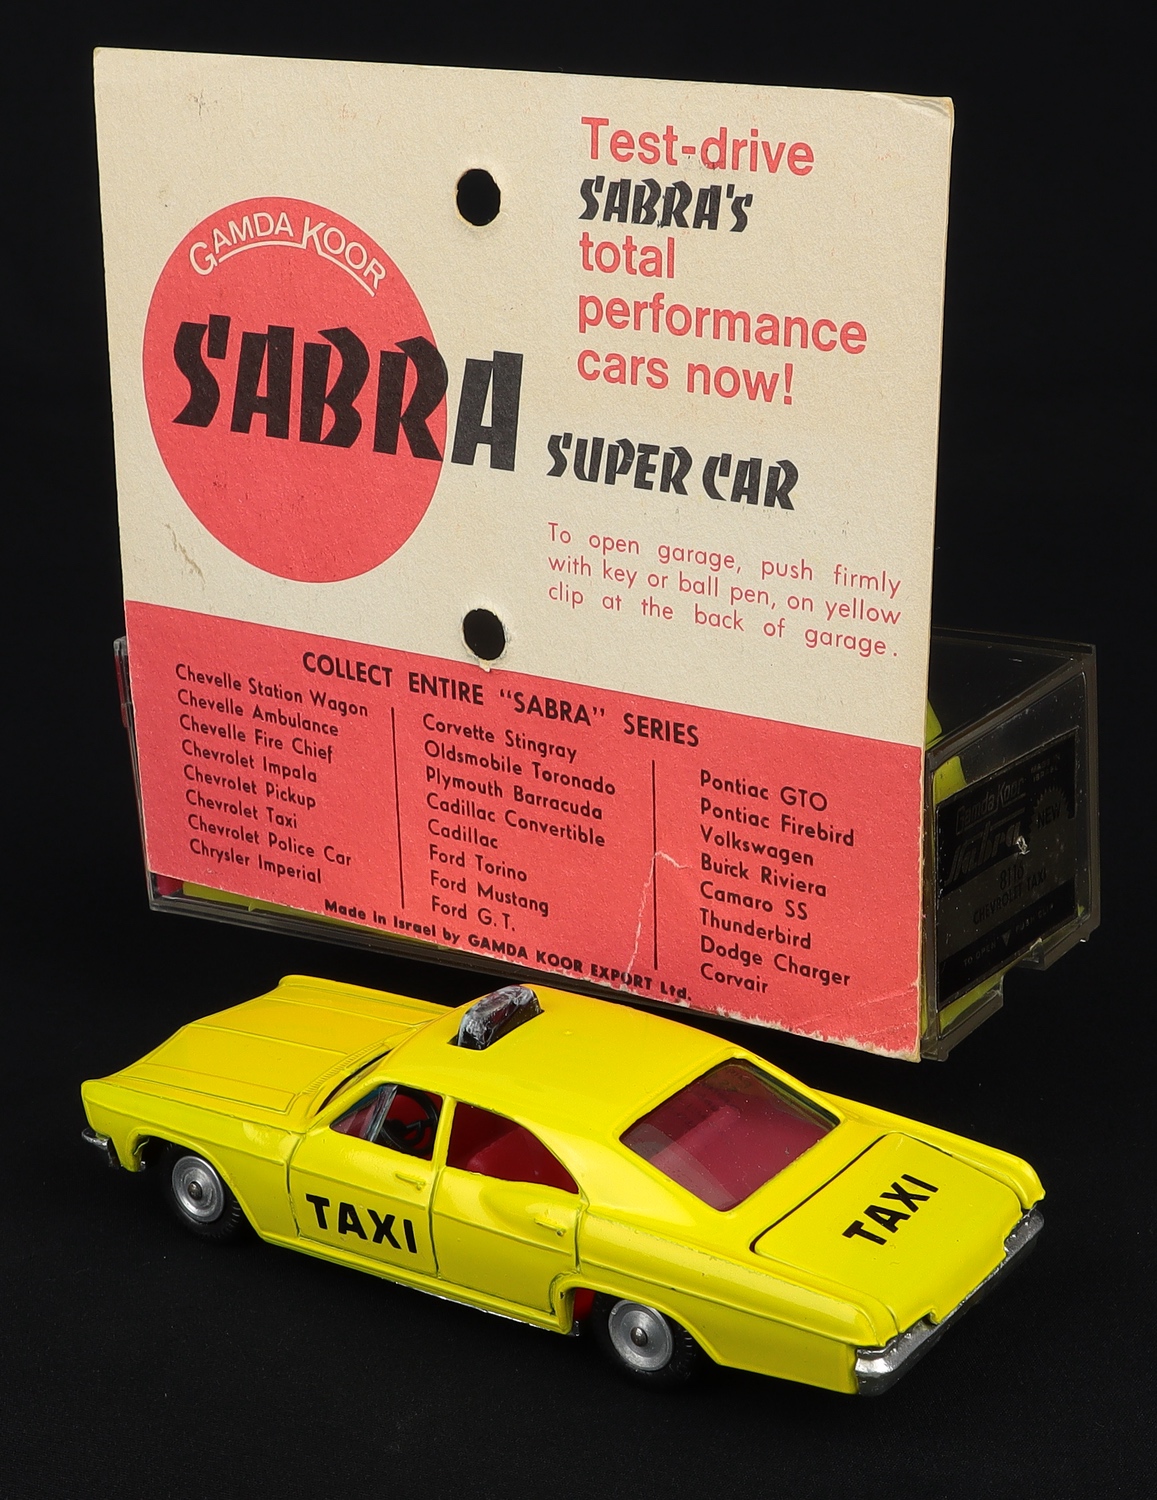 GAMDA KOOR
SABRA
Test-drive
SABRA'S
total
performance
cars now!
SUPER CAR
To open garage, push firmly
with key or ball pen, on yellow
clip at the back of garage.
COLLECT ENTIRE “SABRA” SERIES
Chevelle Station Wagon
Chevelle Ambulance
Chevelle Fire Chief
Chevrolet Impala
Chevrolet Pickup
Chevrolet Taxi
Chevrolet Police Car
Chrysler Imperial
Corvette Stingray
Oldsmobile Toronado
Plymouth Barracuda
Cadillac Convertible
Cadillac
Ford Torino
Ford Mustang
Ford G.T.
Pontiac GTO
Pontiac Firebird
Volkswagen
Buick Riviera
Camaro SS
Thunderbird
Dodge Charger
Corvair
Made in Israel by GAMDA KOOR EXPORT Ltd.
Gamda Koor
NEW
Sabra
8116
CHEVROLET TAXI
TAXI
TAXI